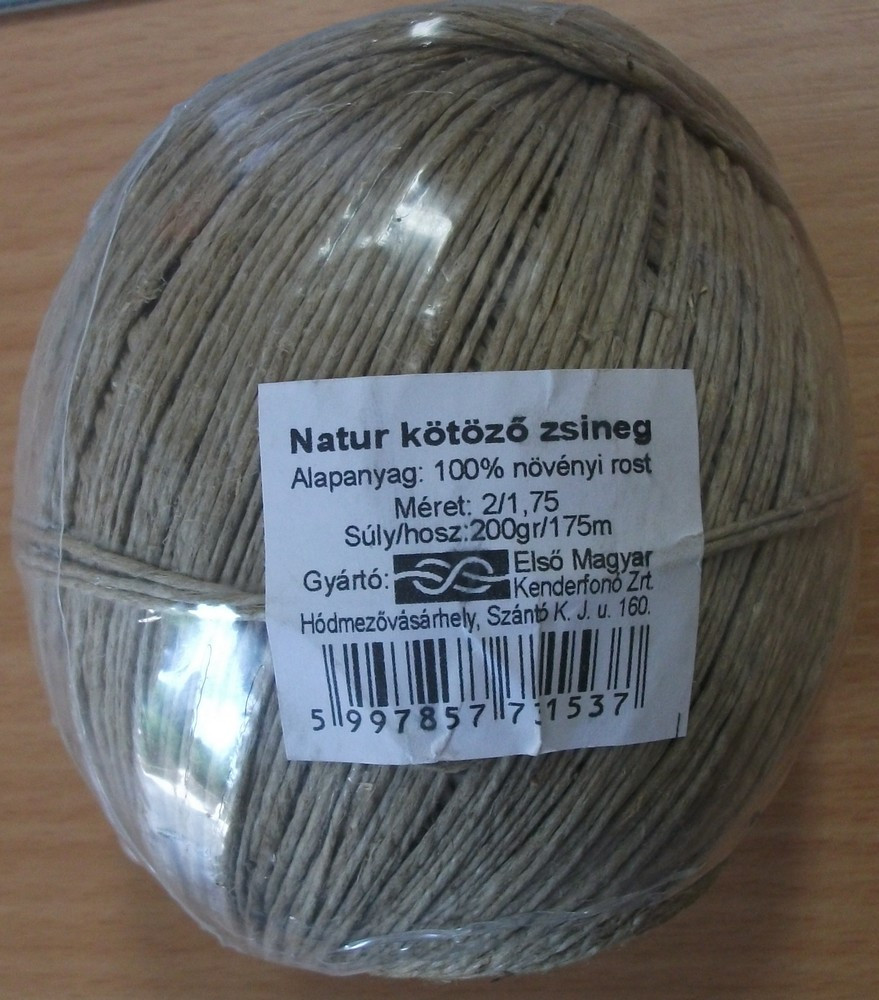 Natur kötöző zsineg
Alapanyag: 100% növényi rost
Méret: 2/1,75
Súly/hosz:200gr/175m
Gyártó: Első Magyar
Kenderfonó Zrt.
Hódmezővásárhely, Szántó K. J. u. 160.
5 997857 731537